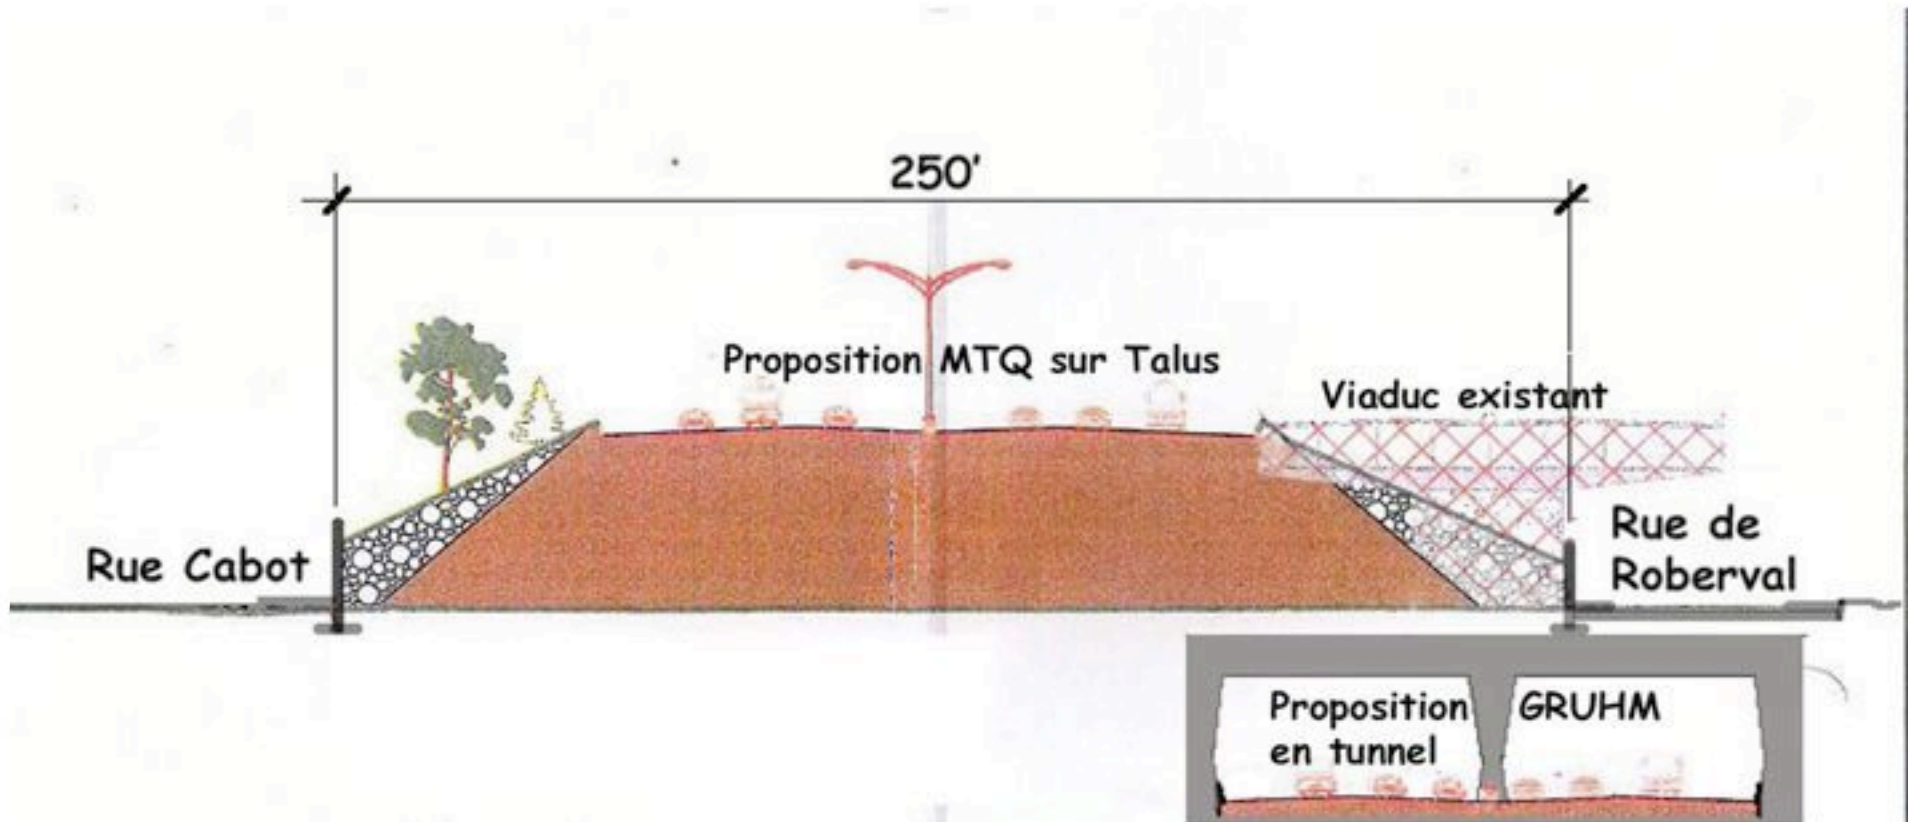 250'
Proposition MTQ sur Talus
Viaduc existant
Rue Cabot
Rue de
Roberval
Proposition GRUHM
en tunnel